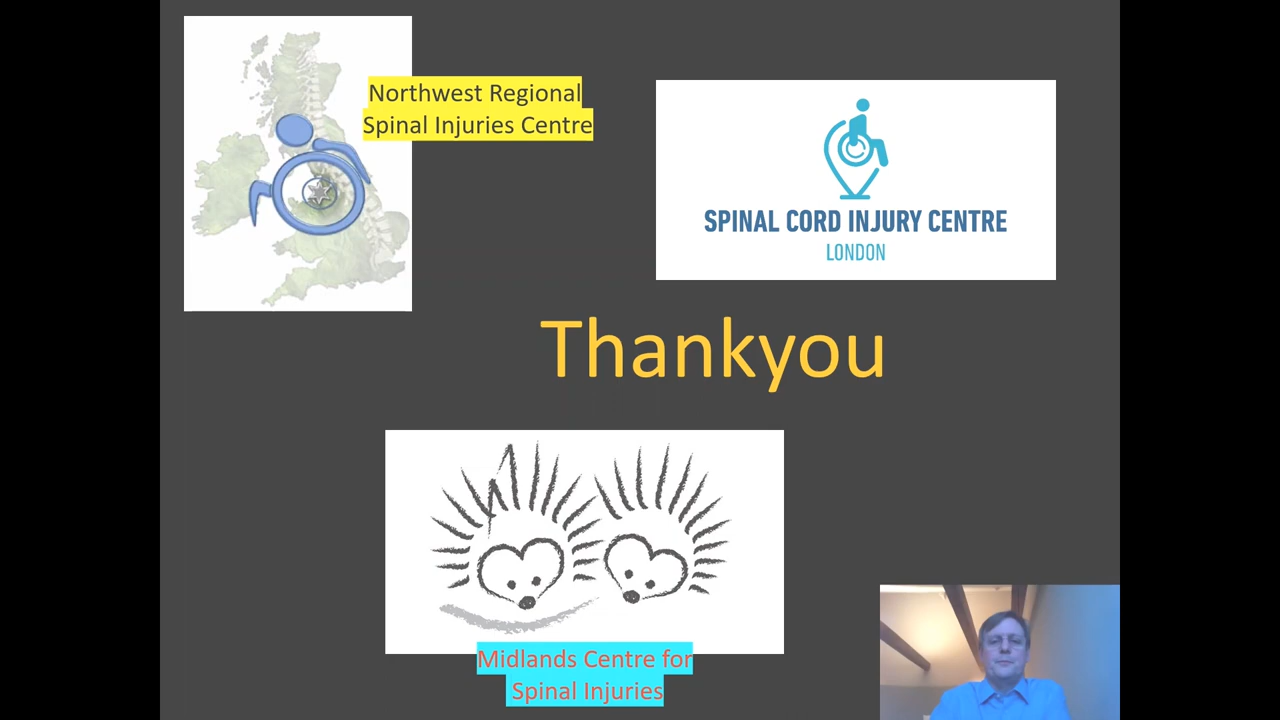 Northwest Regional
Spinal Injuries Centre
SPINAL CORD INJURY CENTRE
LONDON
Thankyou
Midlands Centre for
Spinal Injuries